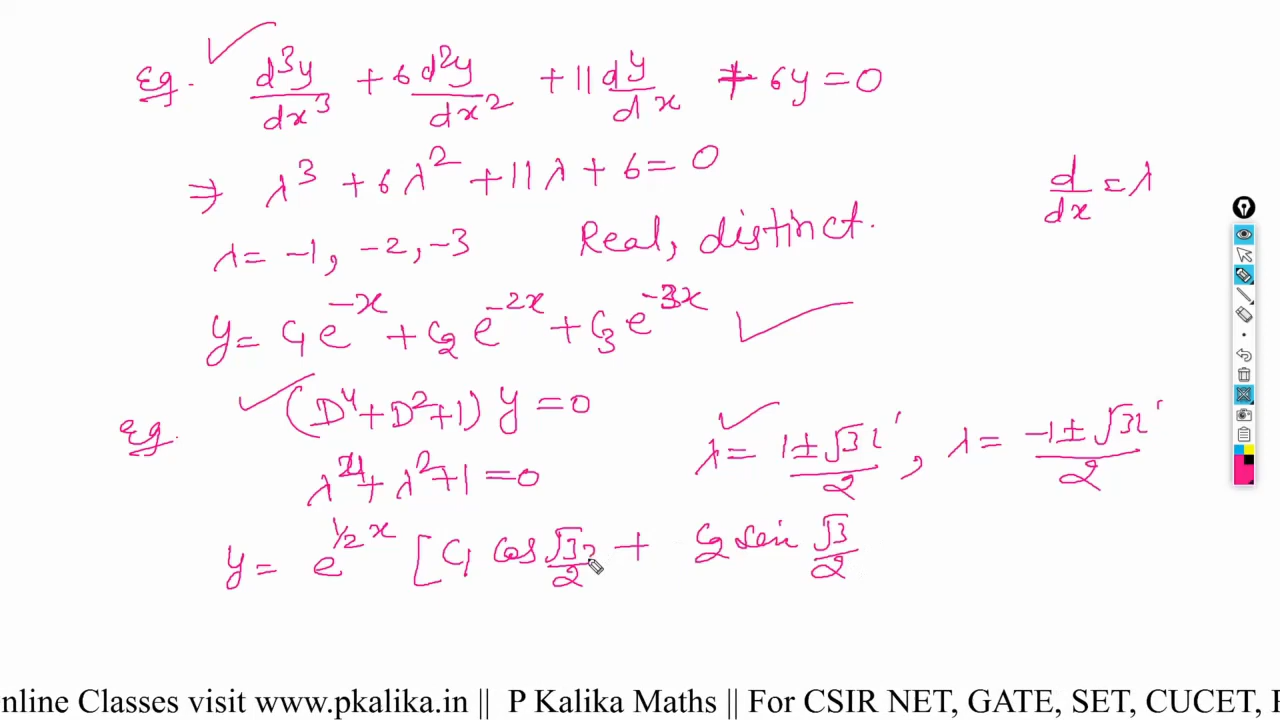 Eg. d³y/dx³ + 6 d²y/dx² + 11 dy/dx + 6y = 0
⇒ λ³ + 6λ² + 11λ + 6 = 0
d/dx = λ
λ = -1, -2, -3 Real, distinct.
y = C₁e^-x + C₂e^-2x + C₃e^-3x
Eg. (D⁴ + D² + 1) y = 0
λ = 1±√3i/2, λ = -1±√3i/2
λ⁴ + λ² + 1 = 0
y = e^1/2 x [C₁ cos √3/2 + C₂ sin √3/2
nline Classes visit www.pkalika.in || P Kalika Maths || For CSIR NET, GATE, SET, CUCET,